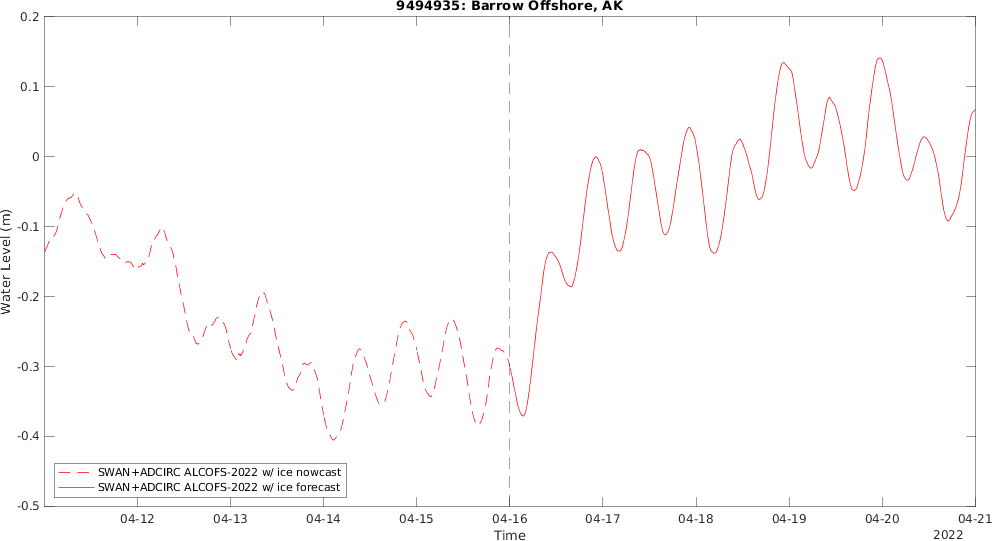 9494935: Barrow Offshore, AK
Water Level (m)
0.2
0.1
0
-0.1
-0.2
-0.3
-0.4
-0.5
SWAN+ADCIRC ALCOFS-2022 w/ ice nowcast
SWAN+ADCIRC ALCOFS-2022 w/ ice forecast
04-12 04-13 04-14 04-15 04-16 04-17 04-18 04-19 04-20 04-21
Time
2022